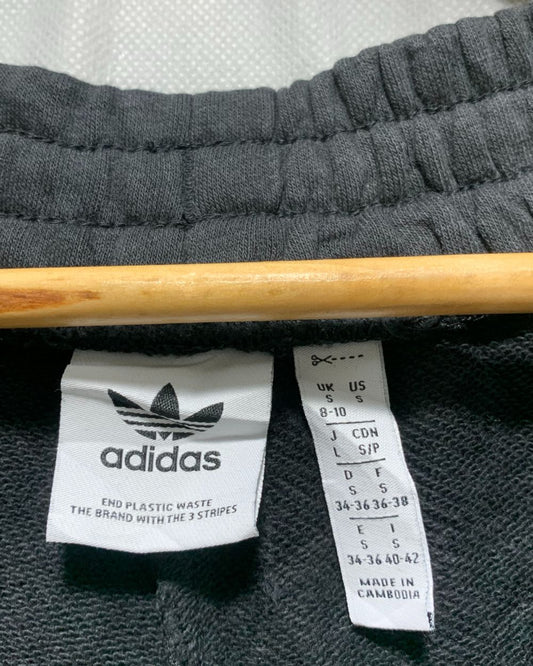 adidas
END PLASTIC WASTE
THE BRAND WITH THE 3 STRIPES
UK US
S S
8-10
J CDN
L S/P
D F
S S
34-36 36-38
E I
S S
34-36 40-42
MADE IN
CAMBODIA